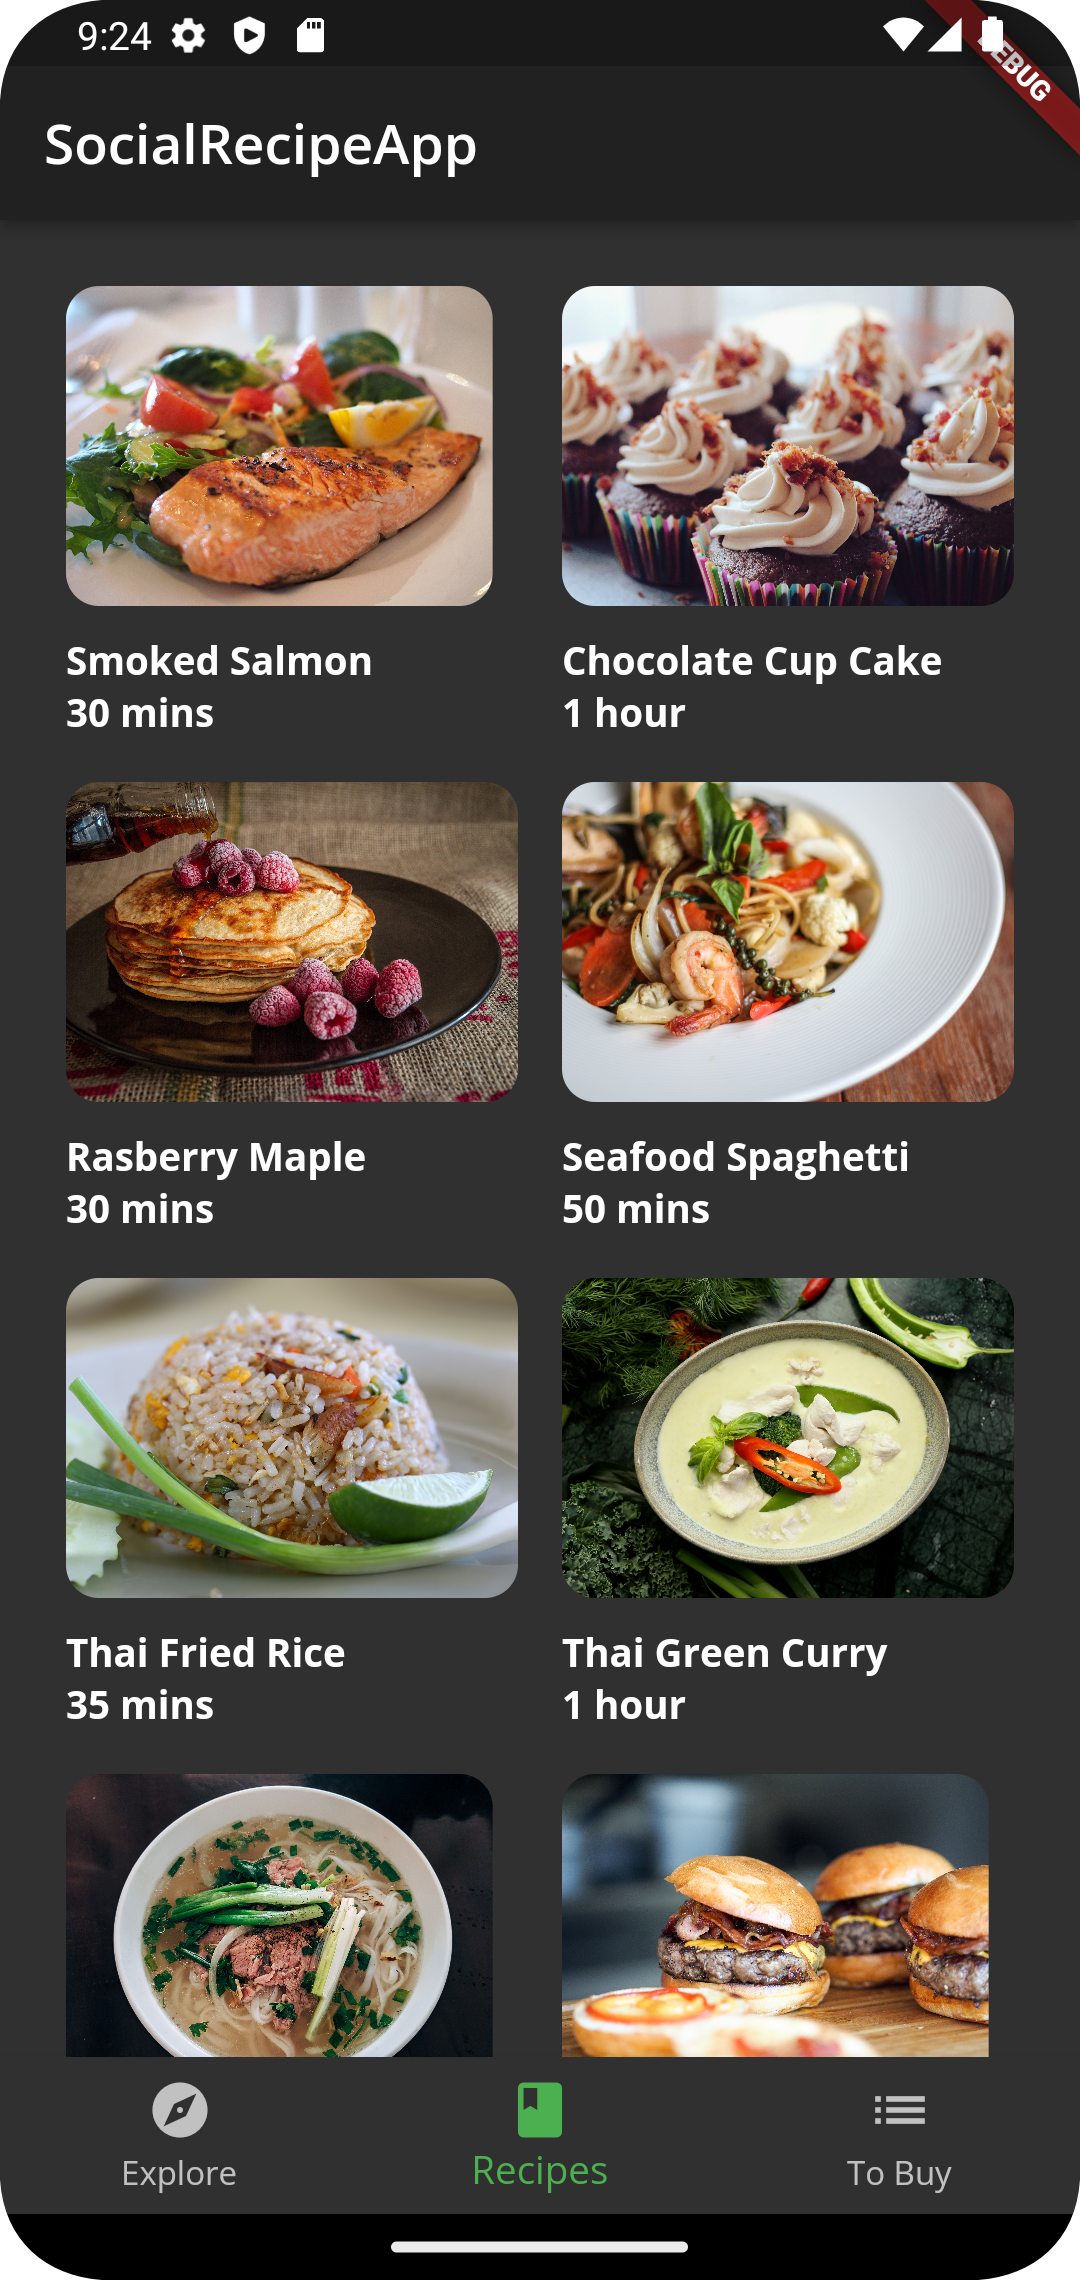 9:24
DEBUG
SocialRecipeApp
Smoked Salmon
30 mins
Chocolate Cup Cake
1 hour
Rasberry Maple
30 mins
Seafood Spaghetti
50 mins
Thai Fried Rice
35 mins
Thai Green Curry
1 hour
Explore
Recipes
To Buy